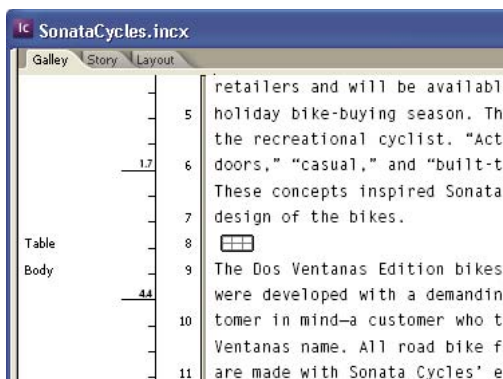 Ic SonataCycles.incx
Galley Story Layout
retailers and will be availabl
5 holiday bike-buying season. Th
the recreational cyclist. “Act
1.7 6 doors,” “casual,” and “built-t
These concepts inspired Sonata
7 design of the bikes.
Table 8
Body 9 The Dos Ventanas Edition bikes
4.4 were developed with a demandin
10 tomer in mind—a customer who t
Ventanas name. All road bike f
11 are made with Sonata Cycles’ e